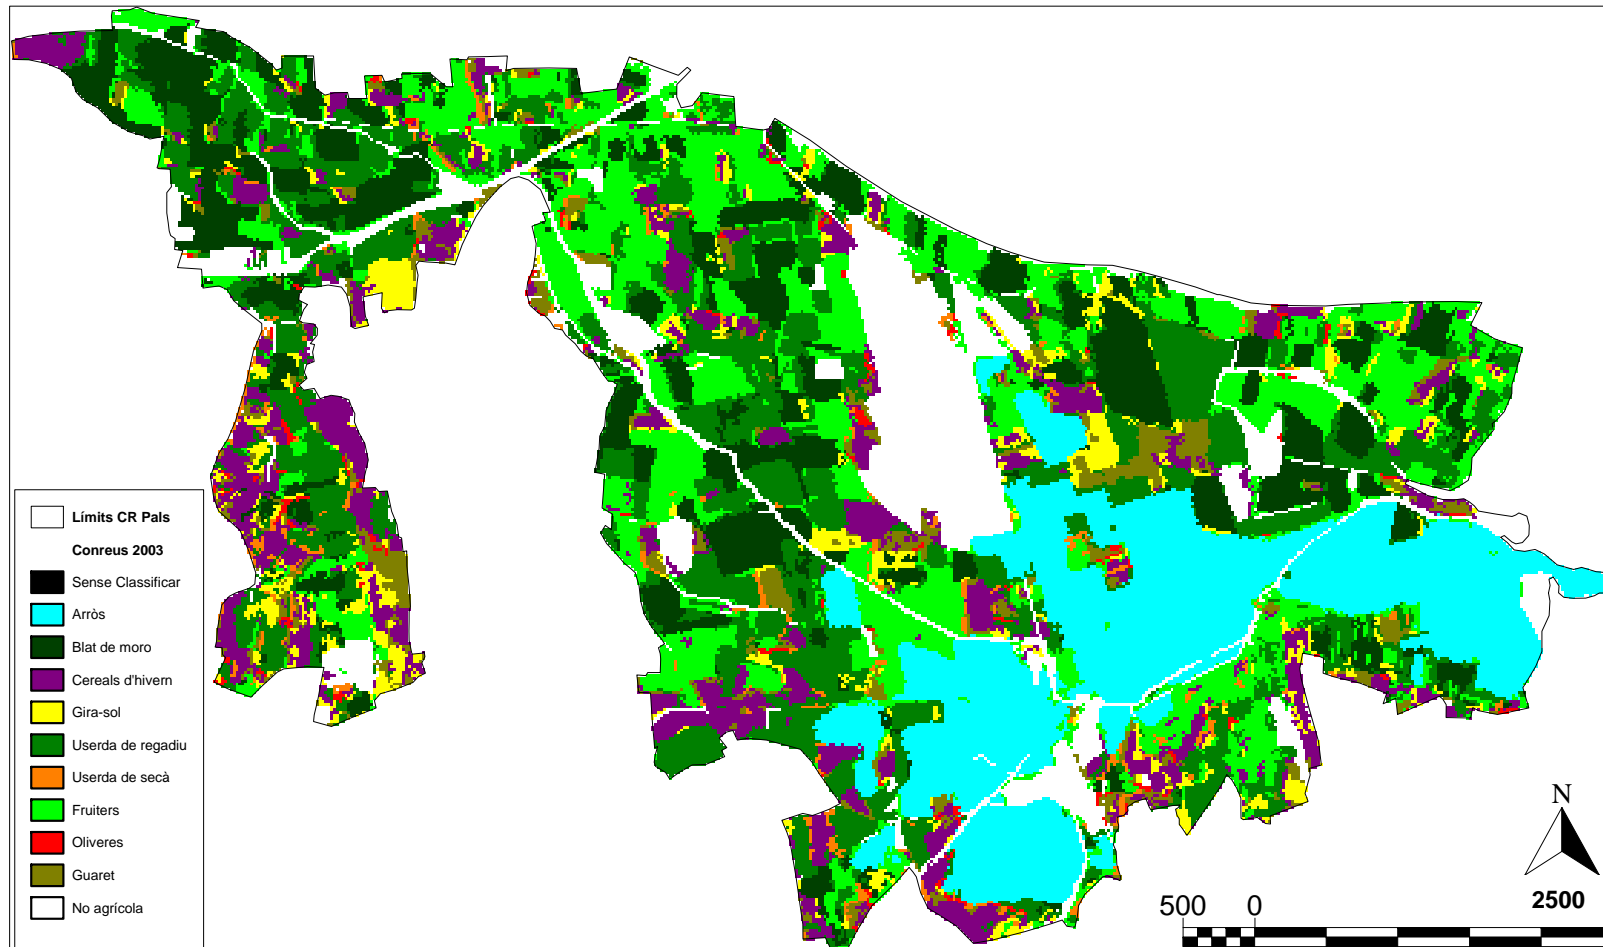 Límits CR Pals
Conreus 2003
Sense Classificar
Arròs
Blat de moro
Cereals d'hivern
Gira-sol
Userda de regadiu
Userda de secà
Fruiters
Oliveres
Guaret
No agrícola
N
500 0 2500